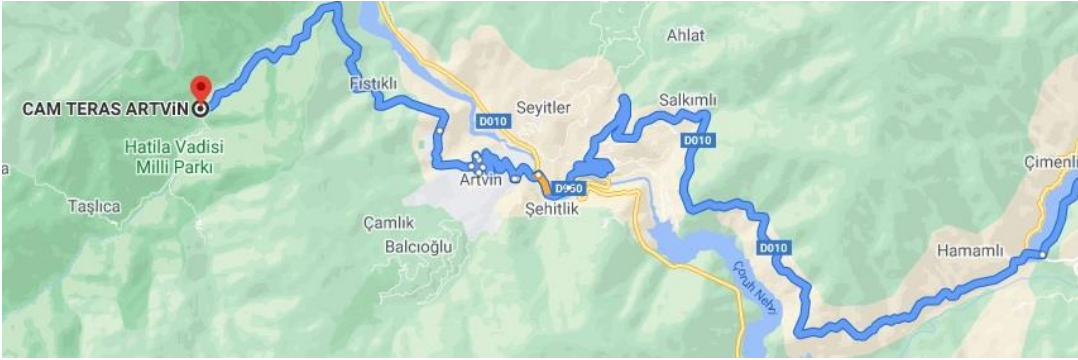 Ahlat
Fıstıklı
CAM TERAS ARTVİN
Seyitler
Salkımlı
D010
D010
Hatila Vadisi
Milli Parkı
Çimenli
a
Artvin
D950
Taşlıca
Şehitlik
Çamlık
Balcıoğlu
D010
Hamamlı
Çoruh Nehri